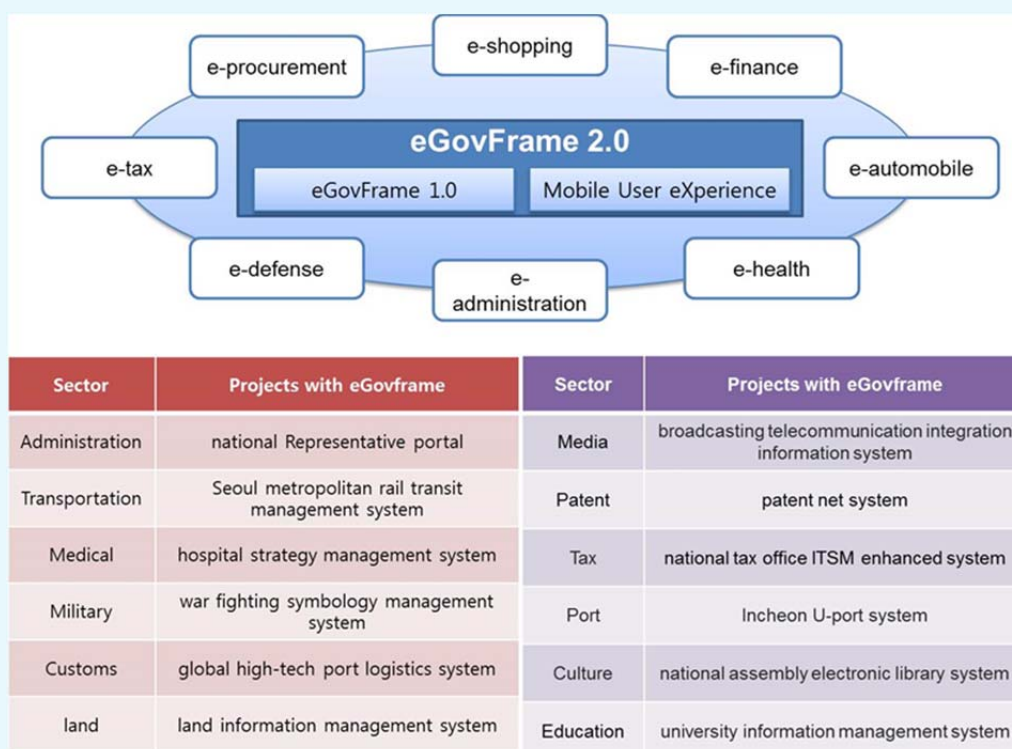 e-shopping
e-procurement
e-finance
eGovFrame 2.0
e-tax
eGovFrame 1.0
Mobile User eXperience
e-automobile
e-defense
e-
administration
e-health
Sector
Projects with eGovframe
Administration
national Representative portal
Transportation
Seoul metropolitan rail transit
management system
Medical
hospital strategy management system
Military
war fighting symbology management
system
Customs
global high-tech port logistics system
land
land information management system
Sector
Projects with eGovframe
Media
broadcasting telecommunication integration
information system
Patent
patent net system
Tax
national tax office ITSM enhanced system
Port
Incheon U-port system
Culture
national assembly electronic library system
Education
university information management system